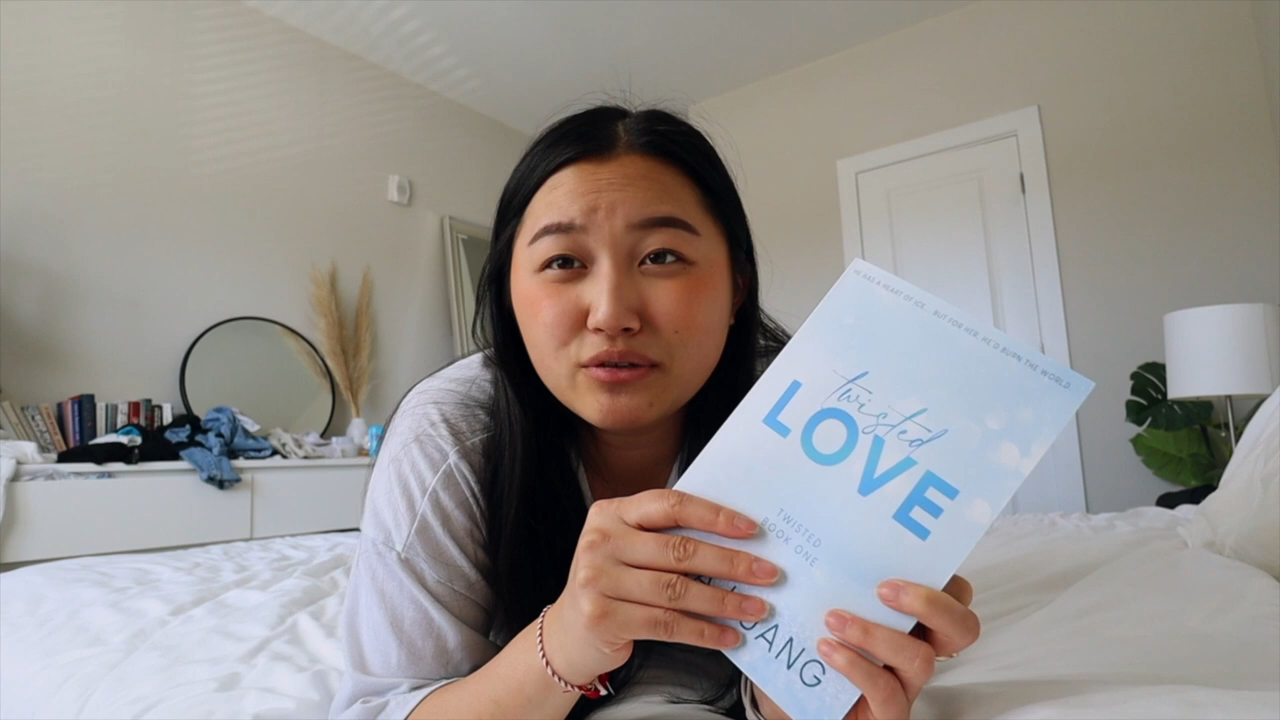 HE HAS A HEART OF ICE... BUT FOR HER, HE'D BURN THE WORLD
twisted
LOVE
TWISTED
BOOK ONE
UANG